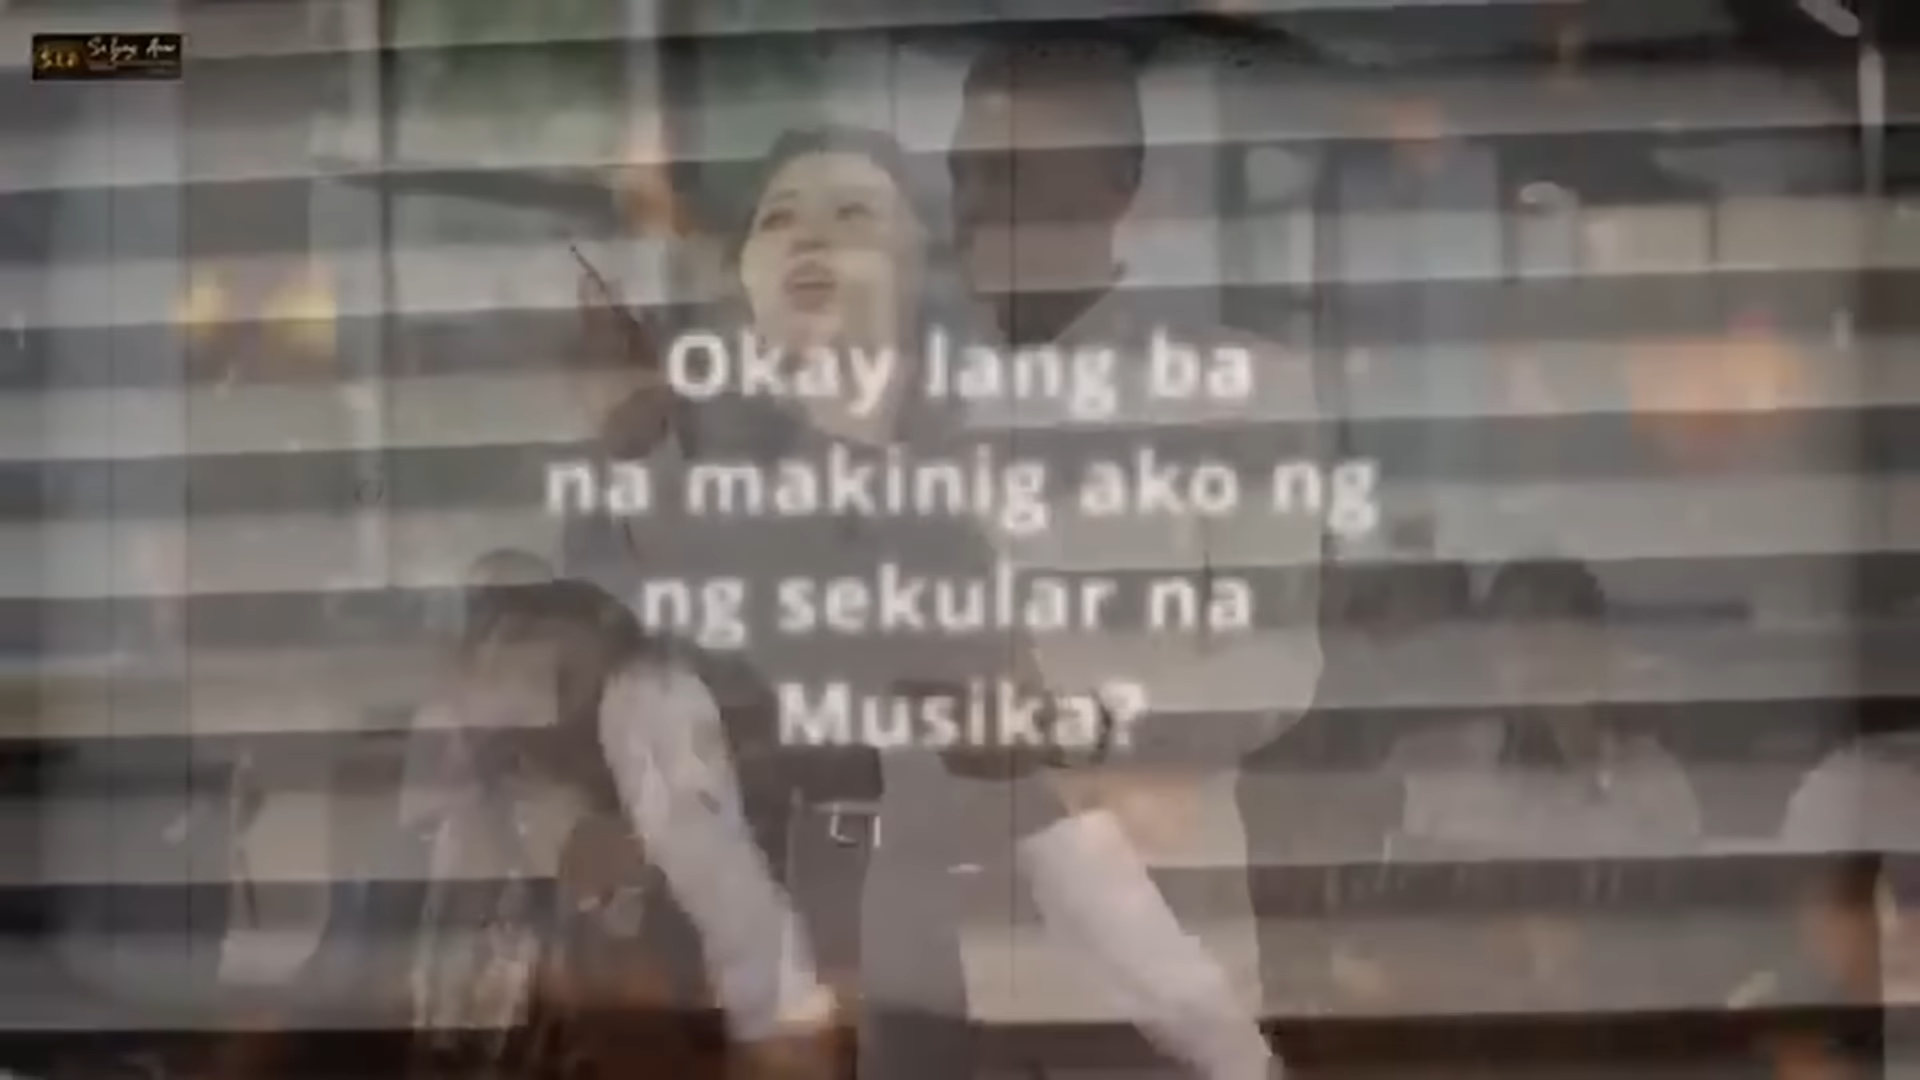 S.L.A
Okay lang ba
na makinig ako ng
ng sekular na
Musika?